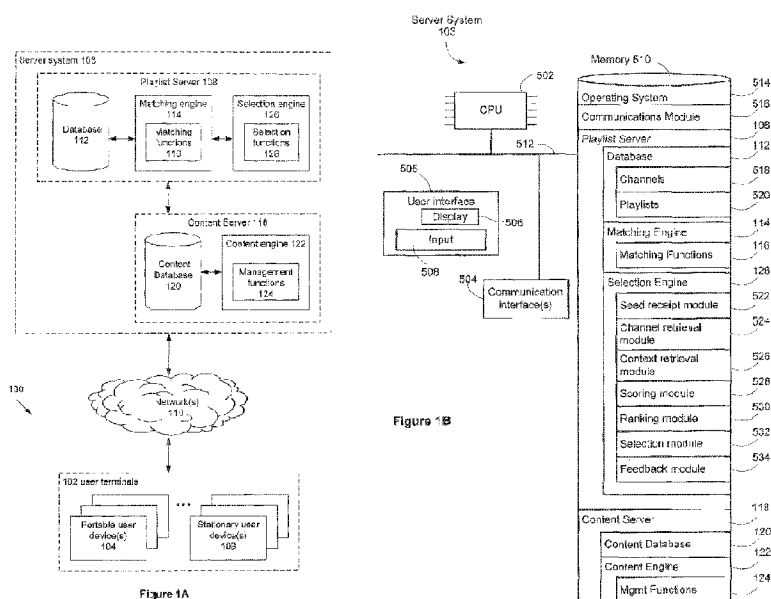 Server system 103
Playlist Server 108
Database
112
Matching engine
114
Matching functions
113
Selection engine
126
Selection functions
128
Content Server 118
Content Database
120
Content engine 122
Management functions
124
100
Network(s)
110
102 user terminals
Portable user device(s)
104
Stationary user device(s)
103
Figure 1A
Server System
103
502
CPU
512
505
User interface
Display
506
Input
508
504
Communication interface(s)
Figure 1B
Memory 510
Operating System
514
Communications Module
516
Playlist Server
108
Database
112
Channels
518
Playlists
520
Matching Engine
114
Matching Functions
116
Selection Engine
126
Seed receipt module
522
Channel retrieval module
524
Context retrieval module
526
Scoring module
528
Ranking module
530
Selection module
532
Feedback module
534
Content Server
118
Content Database
120
Content Engine
122
Mgmt Functions
124